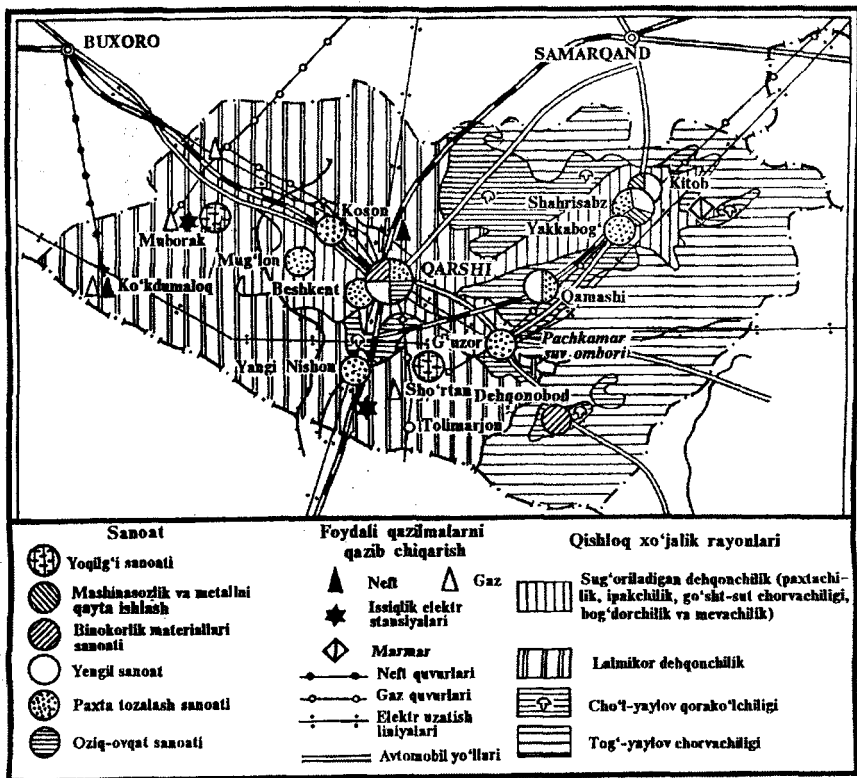 BUXORO
SAMARQAND
Kitob
Shahrisabz
Yakkabog'
Koson
Muborak
Mug'lon
QARSHI
Ko'kdumaloq
Beshkent
Qamashi
G'uzor
Pachkamar
suv ombori
Yangi Nishon
Sho'rtan
Dehqonobod
Tolimarjon
Sanoat
Yoqilg'i sanoati
Mashinasozlik va metallni
qayta ishlash
Binokorlik materiallari
sanoati
Yengil sanoat
Paxta tozalash sanoati
Oziq-ovqat sanoati
Foydali qazilmalarni
qazib chiqarish
Neft
Gaz
Issiqlik elektr
stansiyalari
Marmar
Neft quvurlari
Gaz quvurlari
Elektr uzatish
liniyalari
Avtomobil yo'llari
Qishloq xo'jalik rayonlari
Sug'oriladigan dehqonchilik (paxtachi-
lik, ipakchilik, go'sht-sut chorvachiligi,
bog'dorchilik va mevachilik)
Lalmikor dehqonchilik
Cho'l-yaylov qorako'lchiligi
Tog'-yaylov chorvachiligi